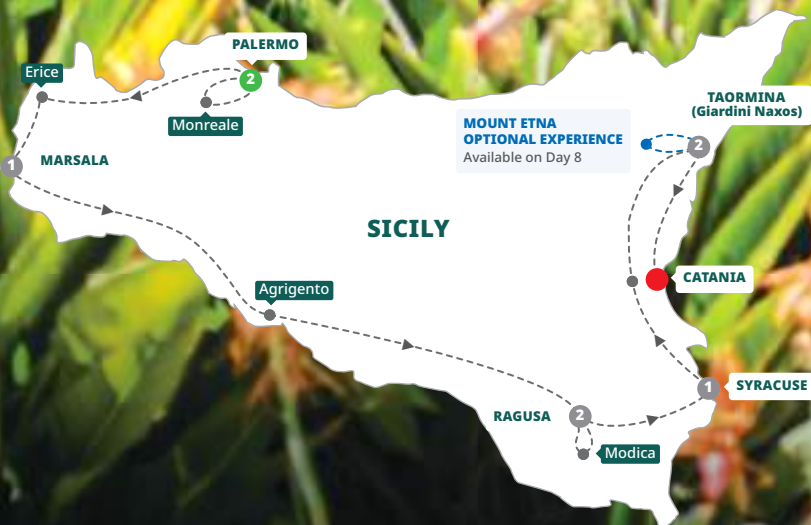 PALERMO
2
Erice
Monreale
1
MARSALA
MOUNT ETNA
OPTIONAL EXPERIENCE
Available on Day 8
TAORMINA
(Giardini Naxos)
2
SICILY
CATANIA
Agrigento
RAGUSA
2
1
SYRACUSE
Modica